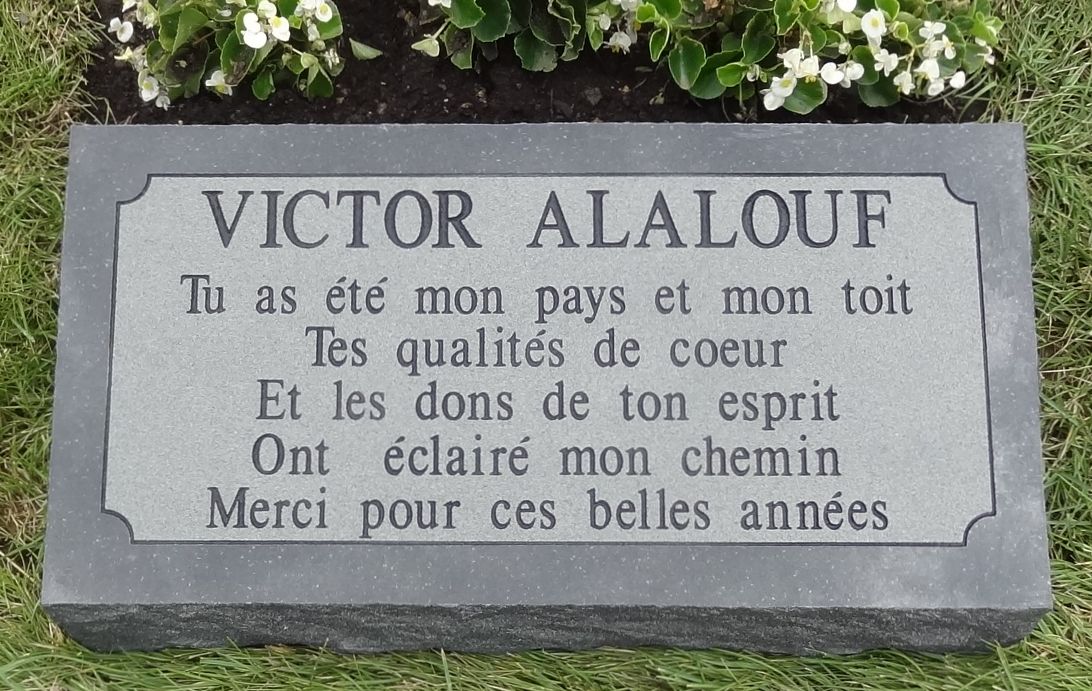 VICTOR ALALOUF
Tu as été mon pays et mon toit
Tes qualités de coeur
Et les dons de ton esprit
Ont éclairé mon chemin
Merci pour ces belles années